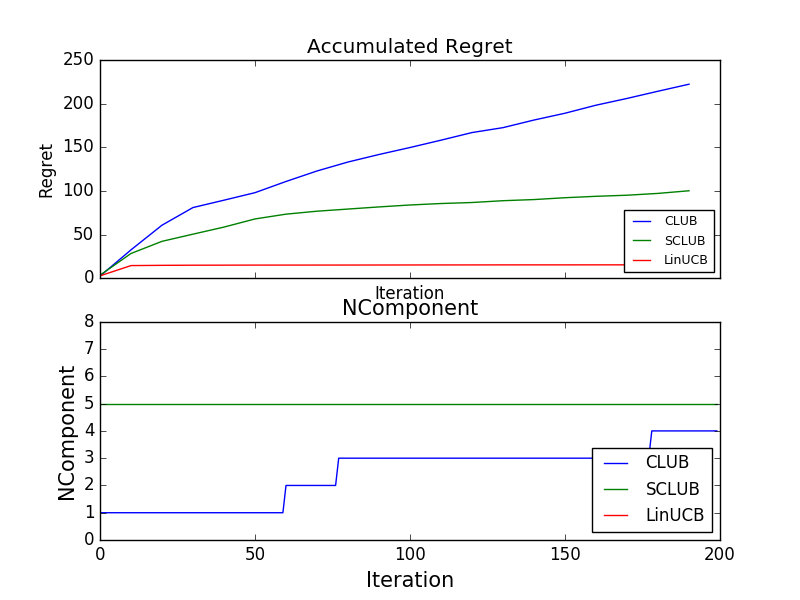 Accumulated Regret
250
200
150
100
50
0
Regret
CLUB
SCLUB
LinUCB
Iteration
NComponent
8
7
6
5
4
3
2
1
0
NComponent
CLUB
SCLUB
LinUCB
0 50 100 150 200
Iteration